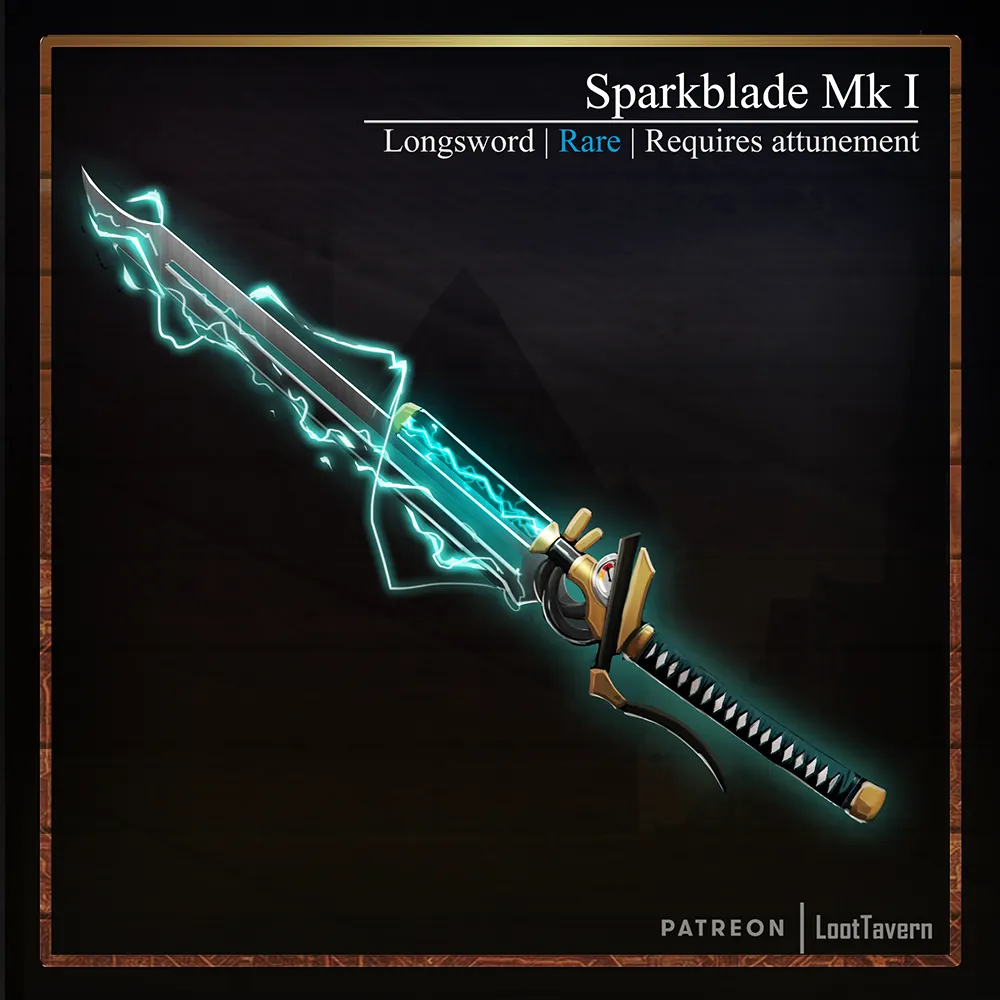 Sparkblade Mk I
Longsword | Rare | Requires attunement
PATREON | LootTavern